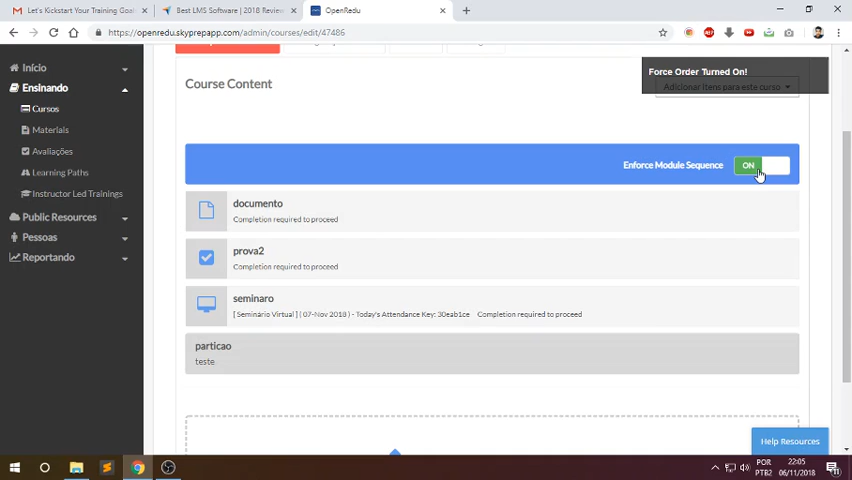 Let's Kickstart Your Training Goal
Best LMS Software | 2018 Review
OpenRedu
https://openredu.skyprepapp.com/admin/courses/edit/47486
Início
Ensinando
Cursos
Materials
Avaliações
Learning Paths
Instructor Led Trainings
Public Resources
Pessoas
Reportando
Course Content
Force Order Turned On!
Adicionar itens para este curso
Enforce Module Sequence
ON
documento
Completion required to proceed
prova2
Completion required to proceed
seminaro
[ Seminário Virtual ] ( 07-Nov 2018 ) - Today's Attendance Key: 30eab1ce Completion required to proceed
particao
teste
Help Resources
POR
PTB2
22:05
06/11/2018